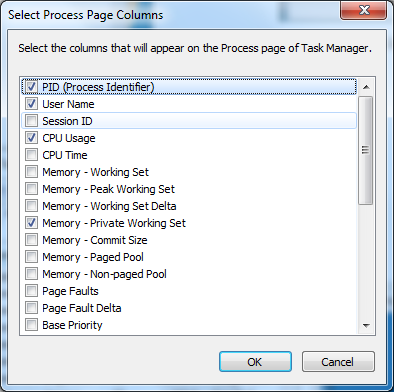 Select Process Page Columns
Select the columns that will appear on the Process page of Task Manager.
PID (Process Identifier)
User Name
Session ID
CPU Usage
CPU Time
Memory - Working Set
Memory - Peak Working Set
Memory - Working Set Delta
Memory - Private Working Set
Memory - Commit Size
Memory - Paged Pool
Memory - Non-paged Pool
Page Faults
Page Fault Delta
Base Priority
OK Cancel